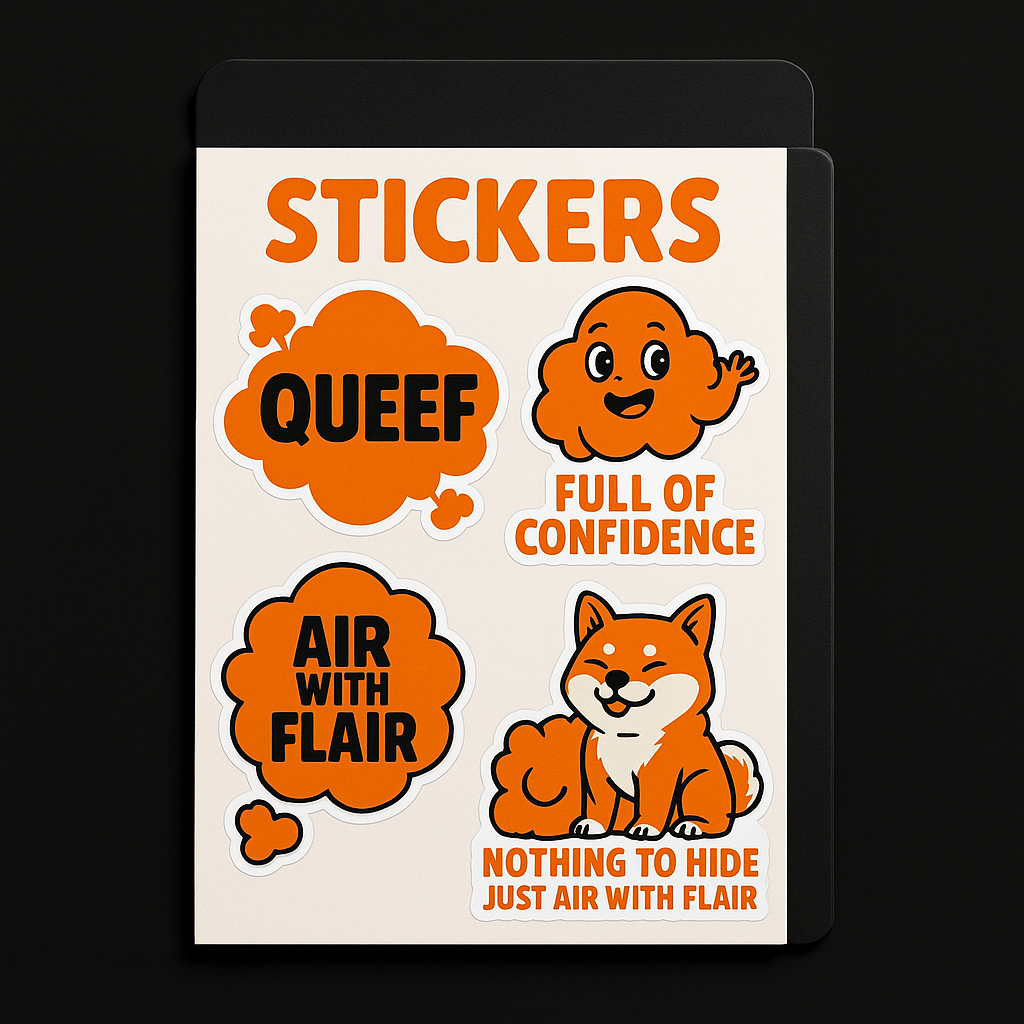 STICKERS
QUEEF
FULL OF
CONFIDENCE
AIR
WITH
FLAIR
NOTHING TO HIDE
JUST AIR WITH FLAIR